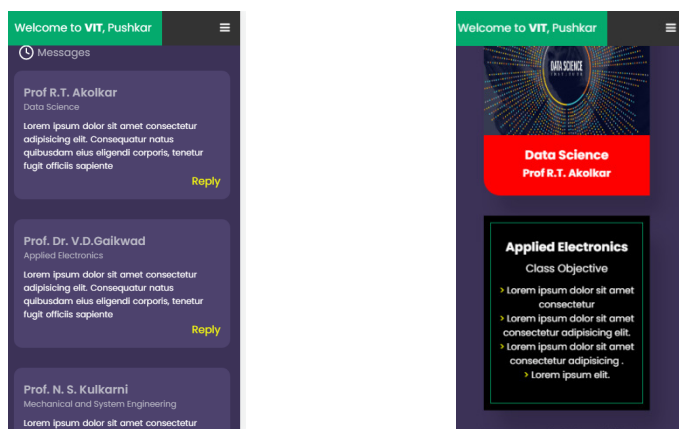 Welcome to VIT, Pushkar
Messages
Prof R.T. Akolkar
Data Science
Lorem ipsum dolor sit amet consectetur
adipisicing elit. Consequatur natus
quibusdam eius eligendi corporis, tenetur
fugit officiis sapiente
Reply
Prof. Dr. V.D.Gaikwad
Applied Electronics
Lorem ipsum dolor sit amet consectetur
adipisicing elit. Consequatur natus
quibusdam eius eligendi corporis, tenetur
fugit officiis sapiente
Reply
Prof. N. S. Kulkarni
Mechanical and System Engineering
Lorem ipsum dolor sit amet consectetur
Welcome to VIT, Pushkar
DATA SCIENCE
Data Science
Prof R.T. Akolkar
Applied Electronics
Class Objective
> Lorem ipsum dolor sit amet
consectetur
> Lorem ipsum dolor sit amet
consectetur adipisicing elit.
> Lorem ipsum dolor sit amet
consectetur adipisicing .
> Lorem ipsum elit.